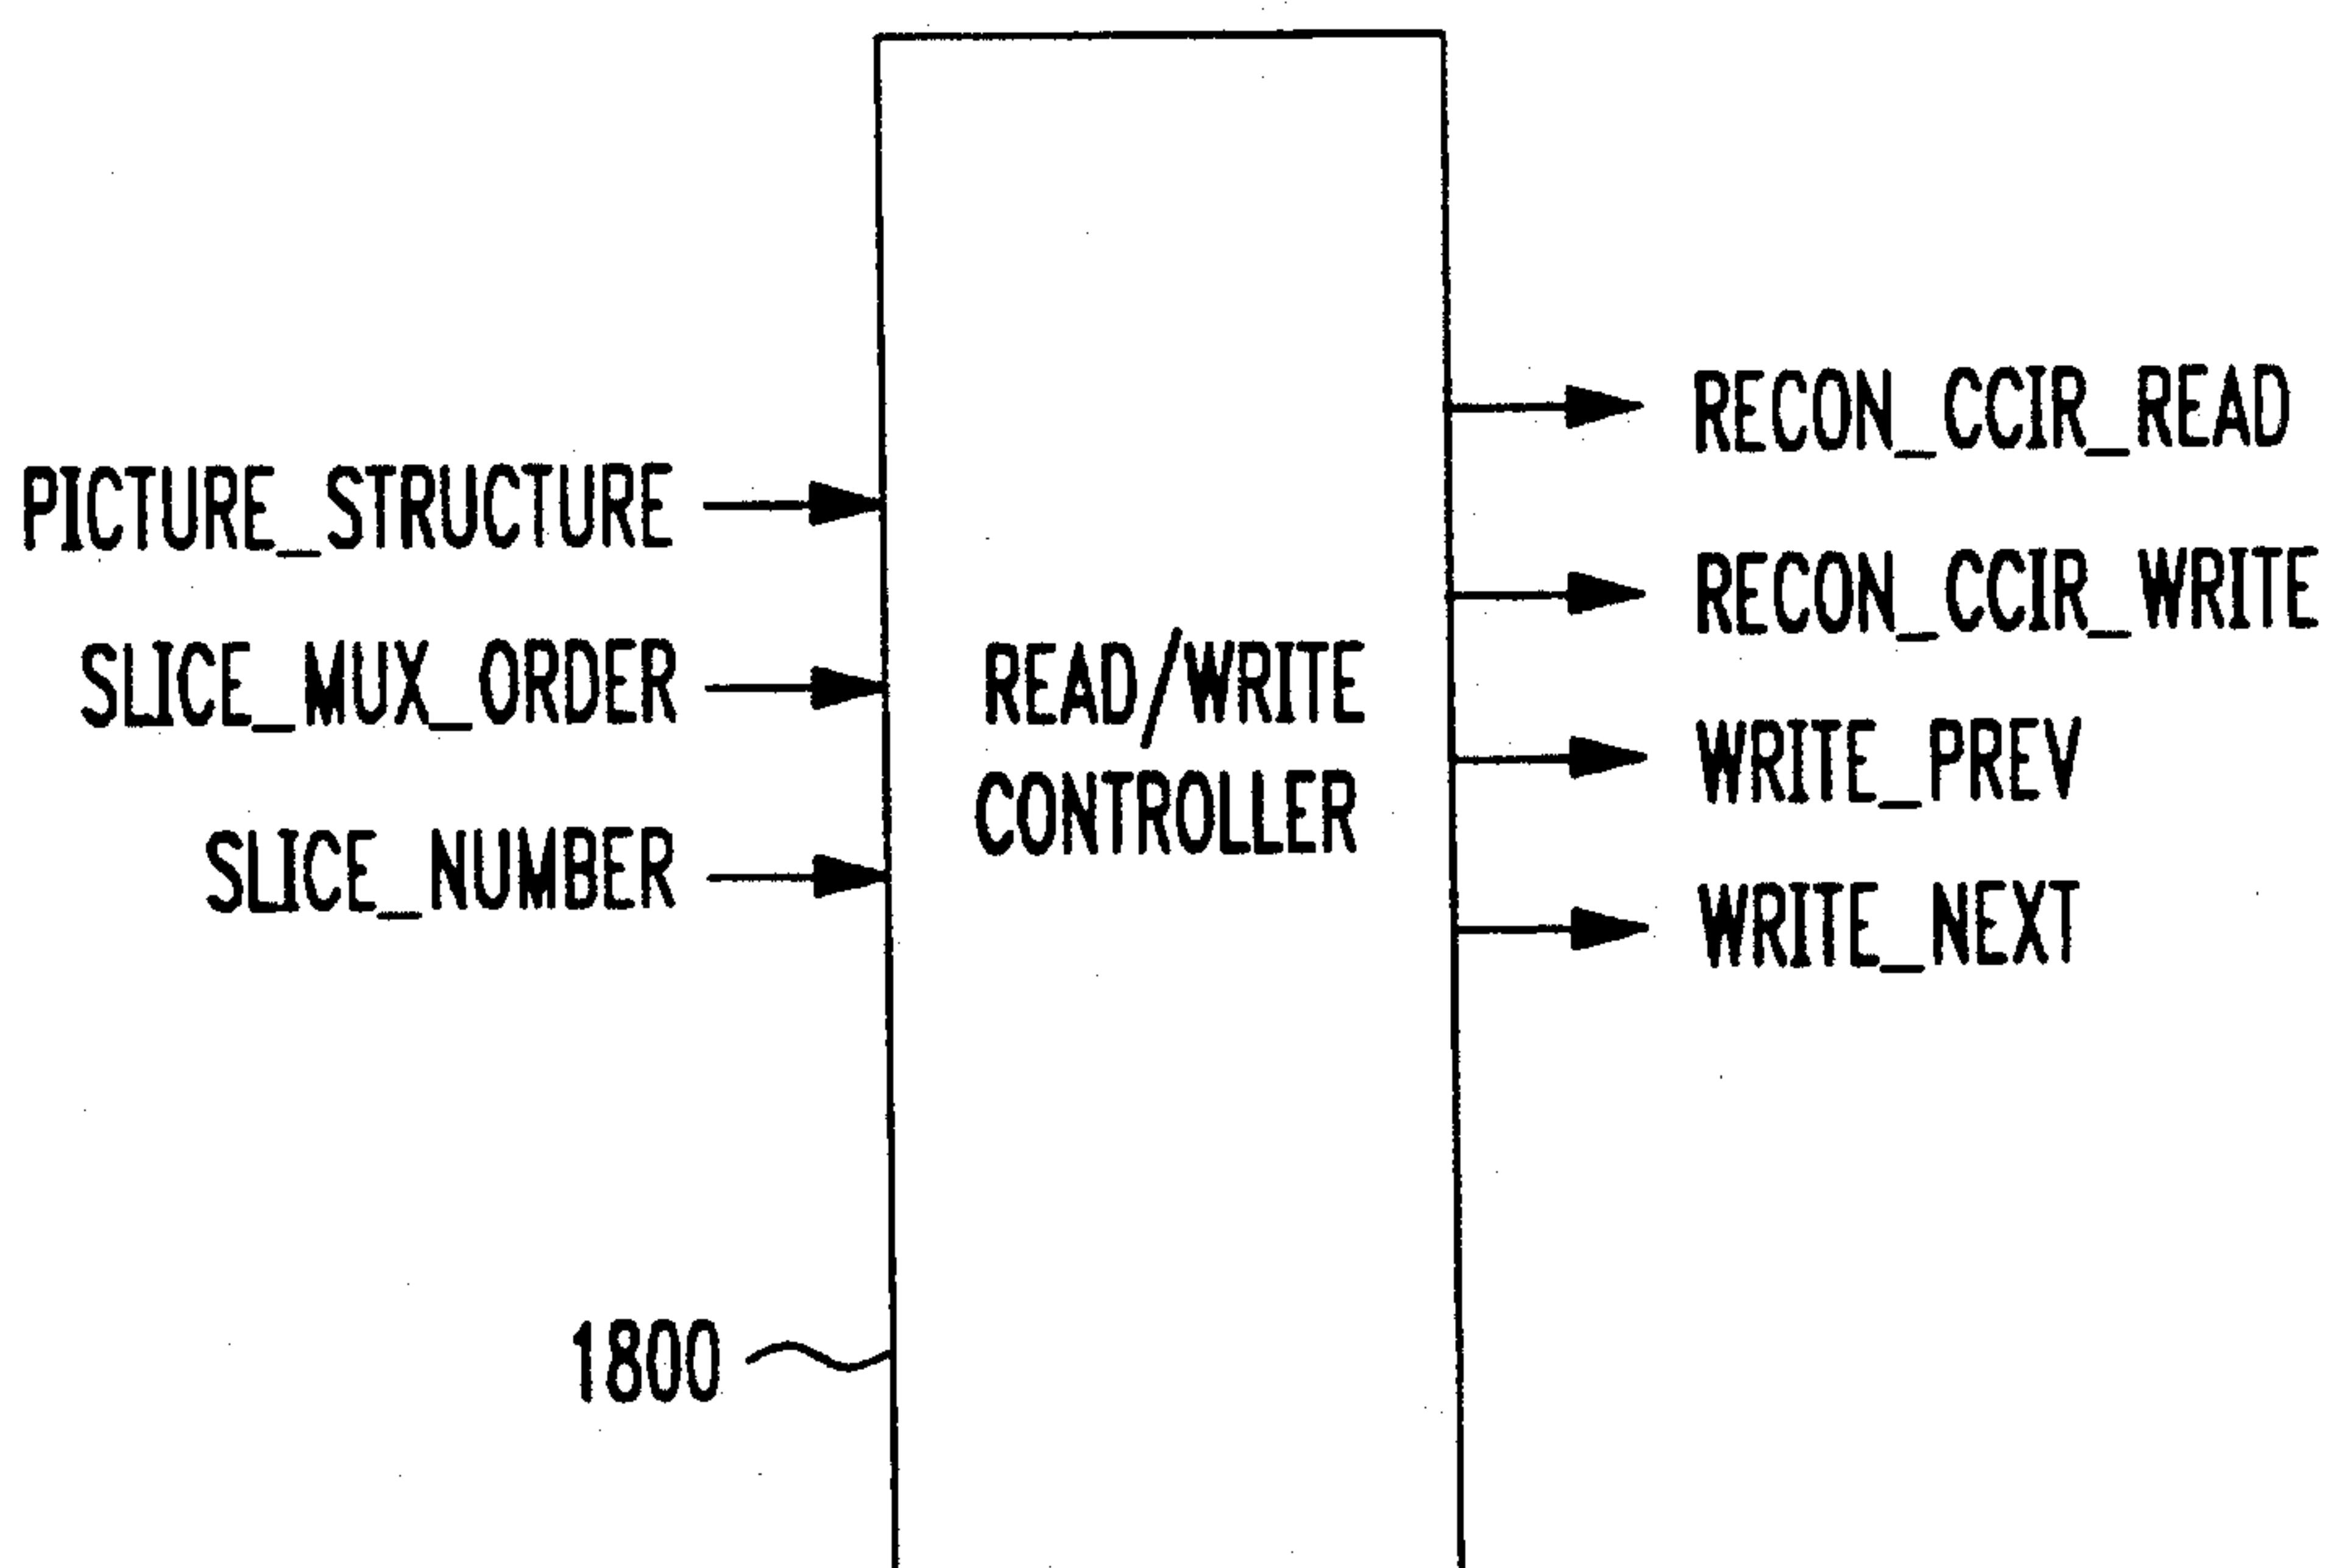 PICTURE_STRUCTURE
SLICE_MUX_ORDER
SLICE_NUMBER
1800
READ/WRITE
CONTROLLER
RECON_CCIR_READ
RECON_CCIR_WRITE
WRITE_PREV
WRITE_NEXT